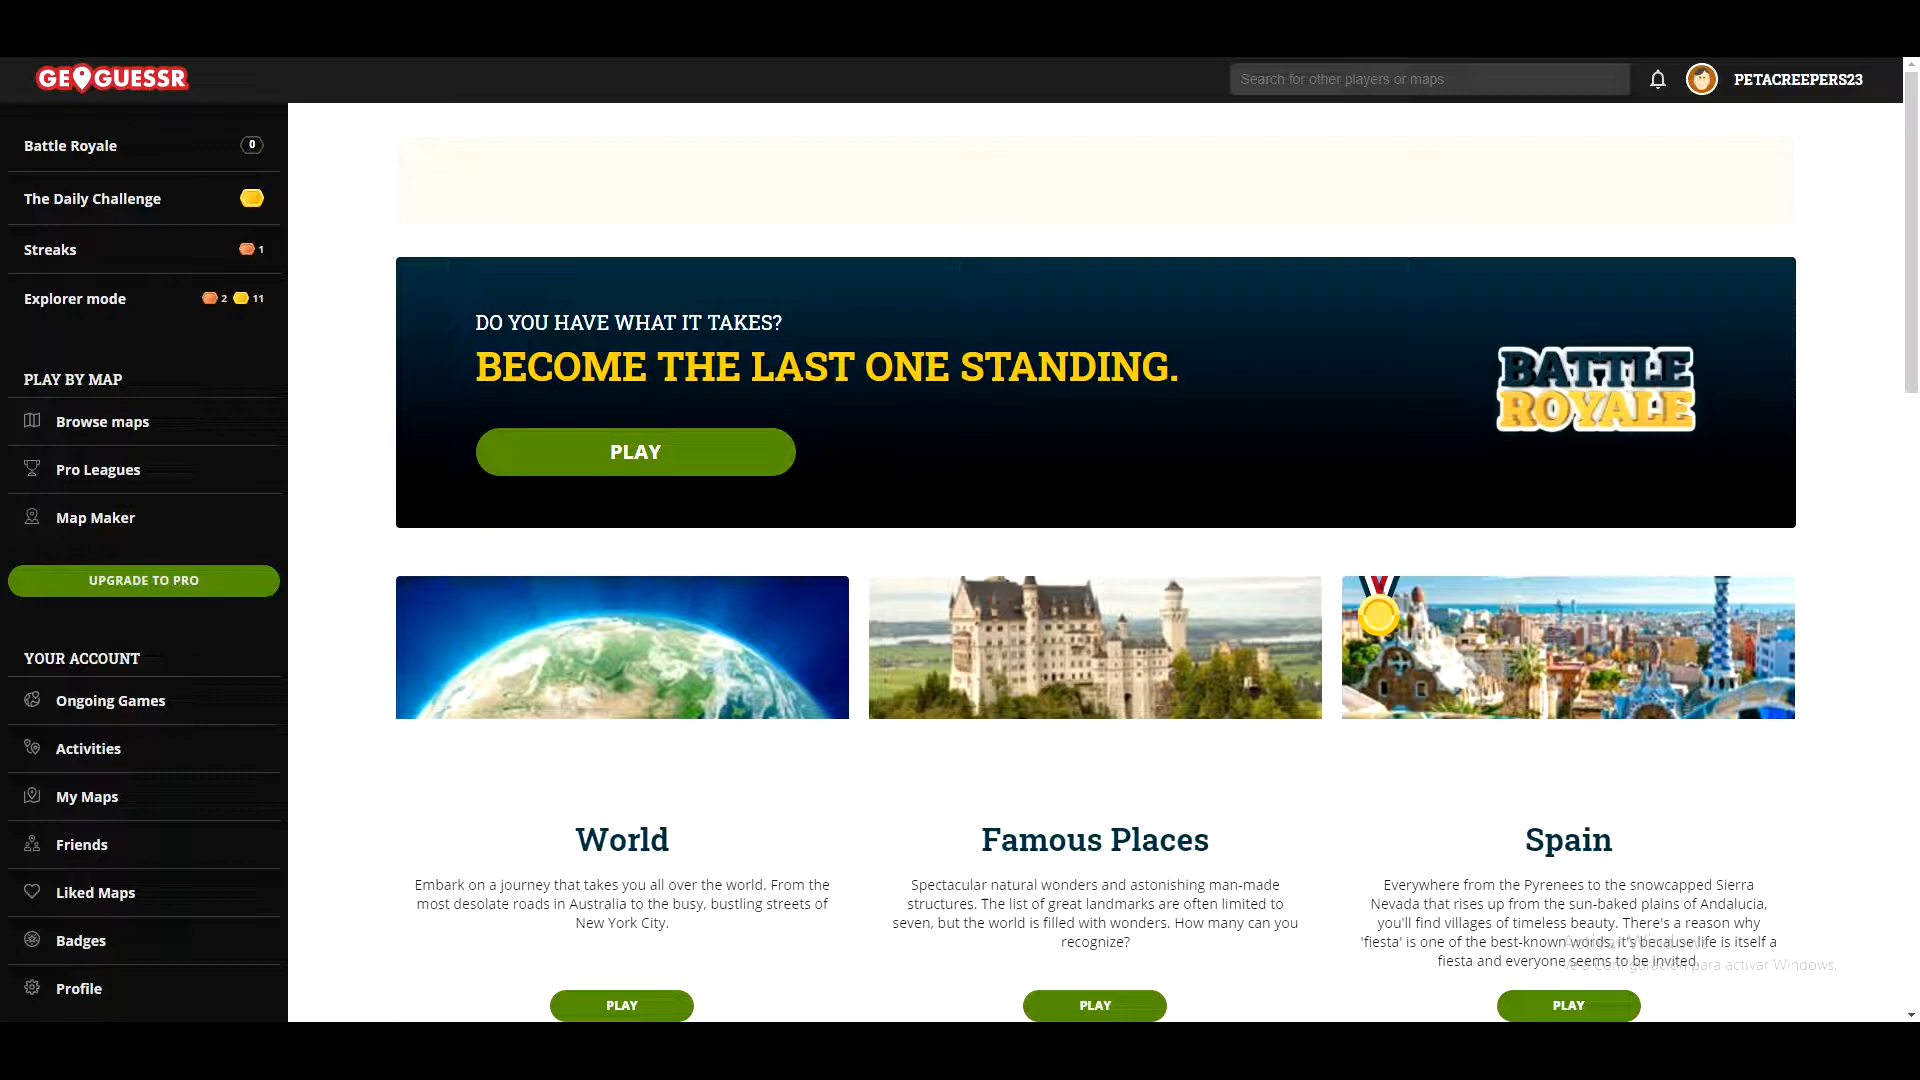 GEOGUESSR
Search for other players or maps
PETACREEPERS23
Battle Royale
0
The Daily Challenge
Streaks
1
Explorer mode
2
11
PLAY BY MAP
Browse maps
Pro Leagues
Map Maker
UPGRADE TO PRO
YOUR ACCOUNT
Ongoing Games
Activities
My Maps
Friends
Liked Maps
Badges
Profile
DO YOU HAVE WHAT IT TAKES?
BECOME THE LAST ONE STANDING.
PLAY
BATTLE
ROYALE
World
Embark on a journey that takes you all over the world. From the
most desolate roads in Australia to the busy, bustling streets of
New York City.
PLAY
Famous Places
Spectacular natural wonders and astonishing man-made
structures. The list of great landmarks are often limited to
seven, but the world is filled with wonders. How many can you
recognize?
PLAY
Spain
Everywhere from the Pyrenees to the snowcapped Sierra
Nevada that rises up from the sun-baked plains of Andalucia,
you'll find villages of timeless beauty. There's a reason why
'fiesta' is one of the best-known words, it's because life is itself a
fiesta and everyone seems to be invited.
PLAY
Activar Windows
Ve a Configuración para activar Windows.